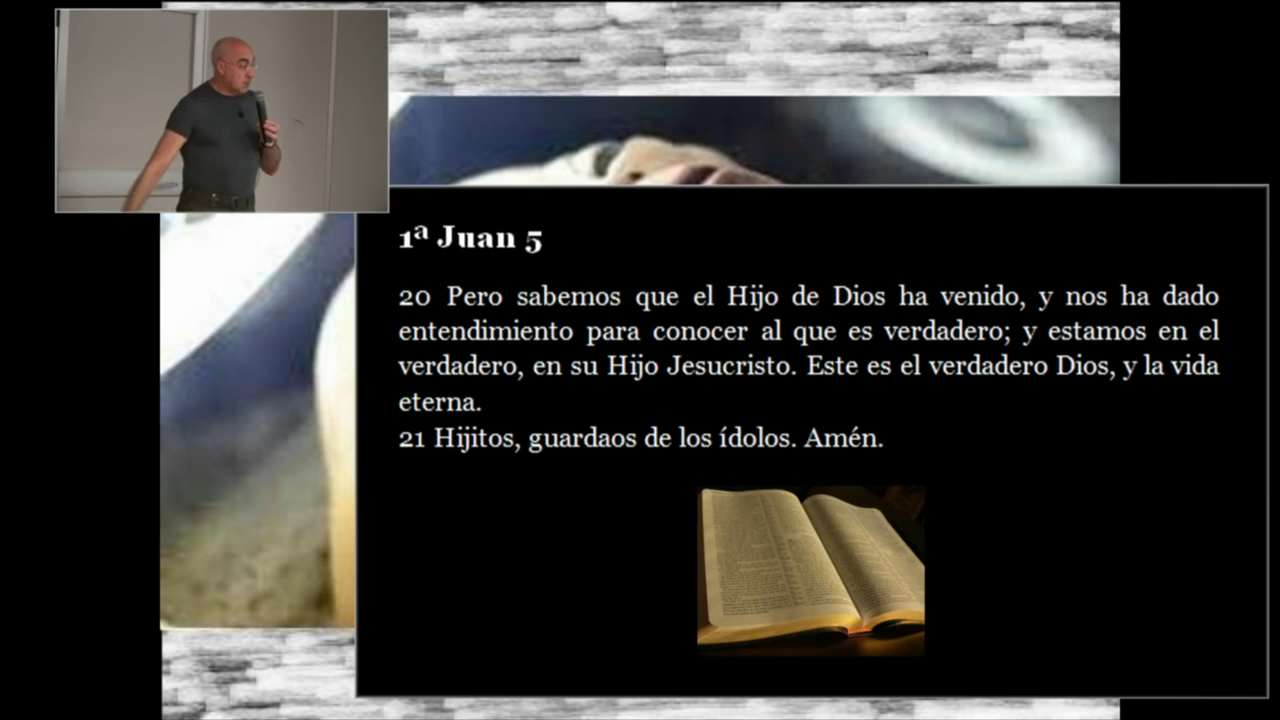 1ª Juan 5
20 Pero sabemos que el Hijo de Dios ha venido, y nos ha dado
entendimiento para conocer al que es verdadero; y estamos en el
verdadero, en su Hijo Jesucristo. Este es el verdadero Dios, y la vida
eterna.
21 Hijitos, guardaos de los ídolos. Amén.